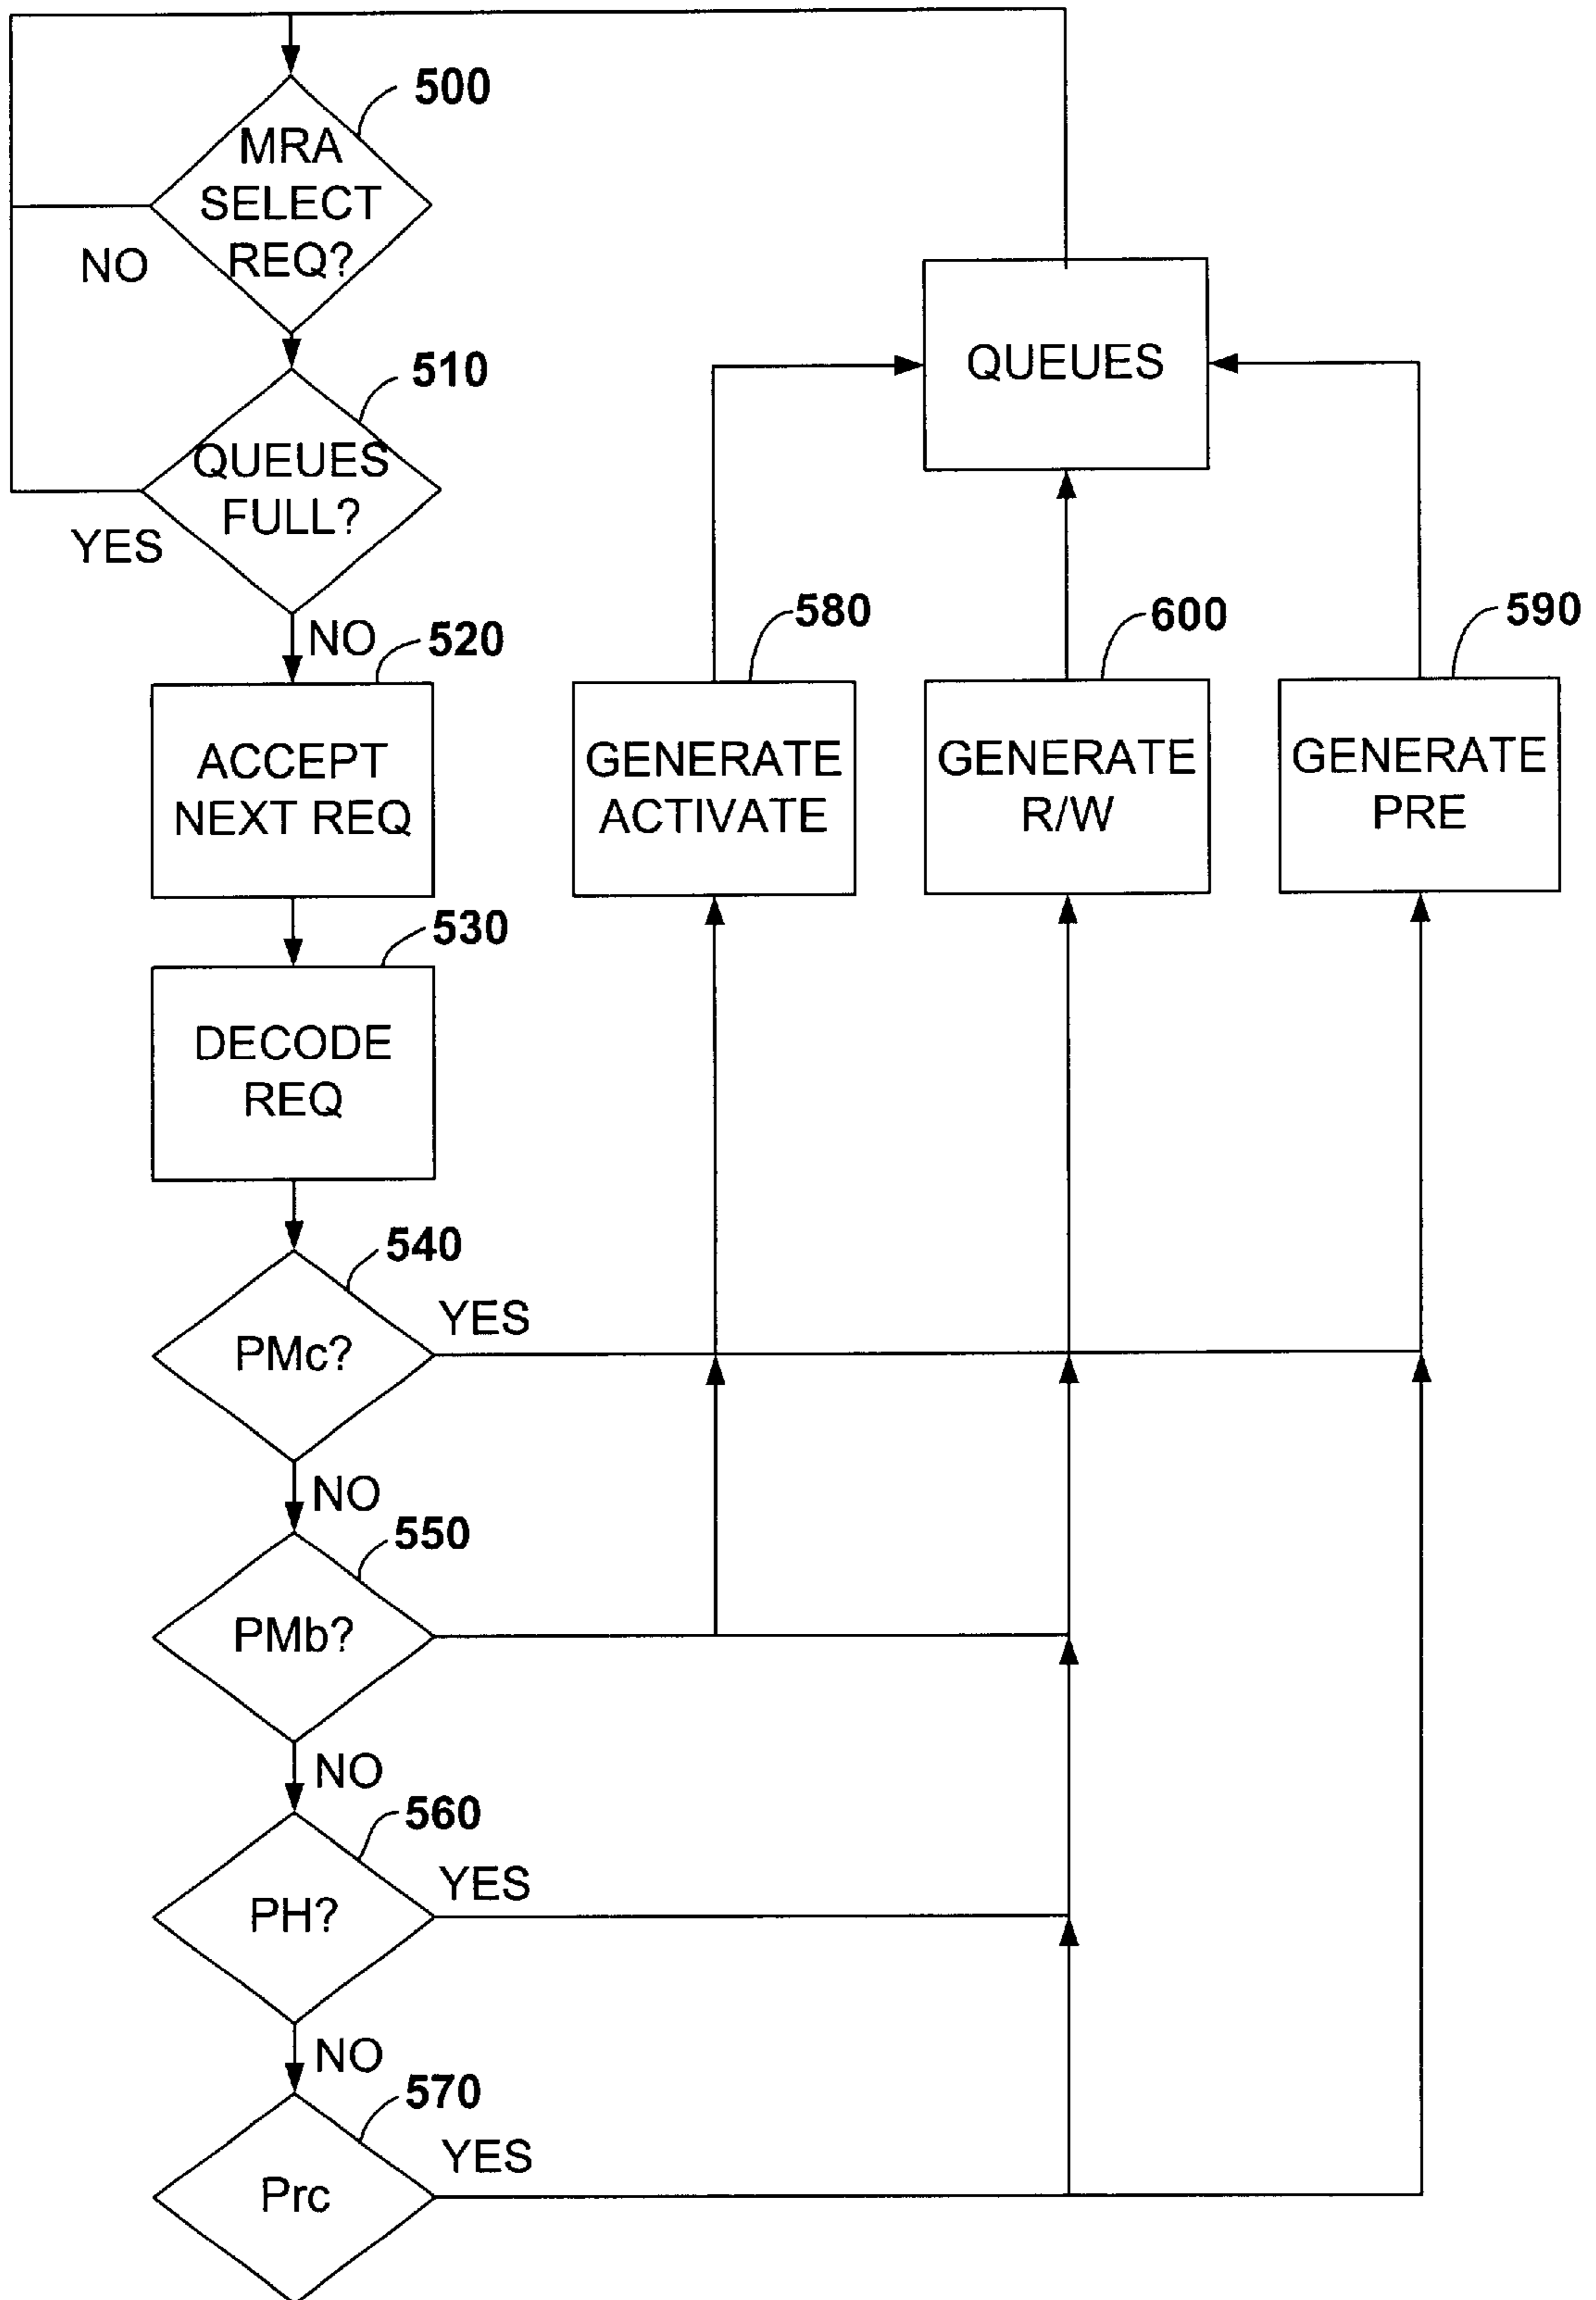 500
MRA
SELECT
REQ?
NO
510
QUEUES
FULL?
YES
NO
520
ACCEPT
NEXT REQ
530
DECODE
REQ
540
PMc?
YES
NO
550
PMb?
NO
560
PH?
YES
NO
570
Prc
YES
QUEUES
580
GENERATE
ACTIVATE
600
GENERATE
R/W
590
GENERATE
PRE